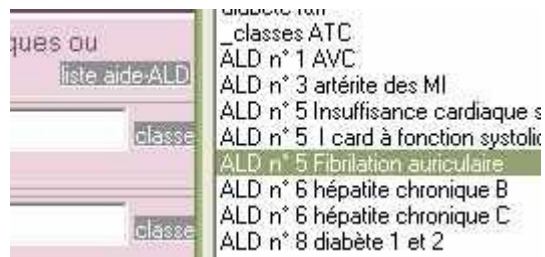 ques ou
liste aide-ALD
classe
classe
_classes ATC
ALD n° 1 AVC
ALD n° 3 artérite des MI
ALD n° 5 Insuffisance cardiaque s
ALD n° 5 I card à fonction systolic
ALD n° 5 Fibrilation auriculaire
ALD n° 6 hépatite chronique B
ALD n° 6 hépatite chronique C
ALD n° 8 diabète 1 et 2